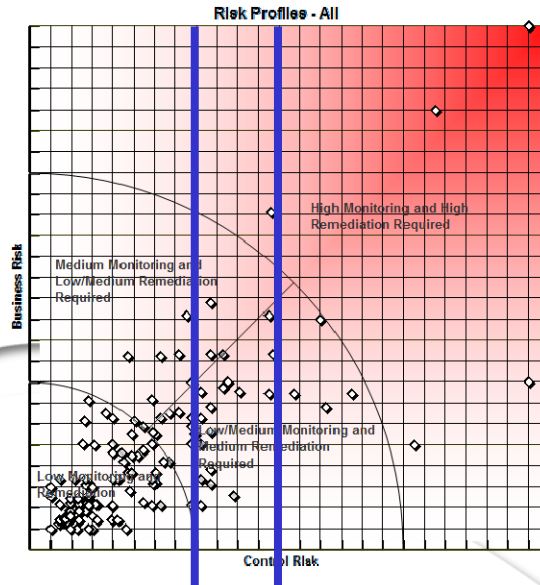 Risk Profiles - All
High Monitoring and High
Remediation Required
Medium Monitoring and
Low/Medium Remediation
Required
Business Risk
Low/Medium Monitoring and
Medium Remediation
Required
Low Monitoring and
Remediation
Control Risk